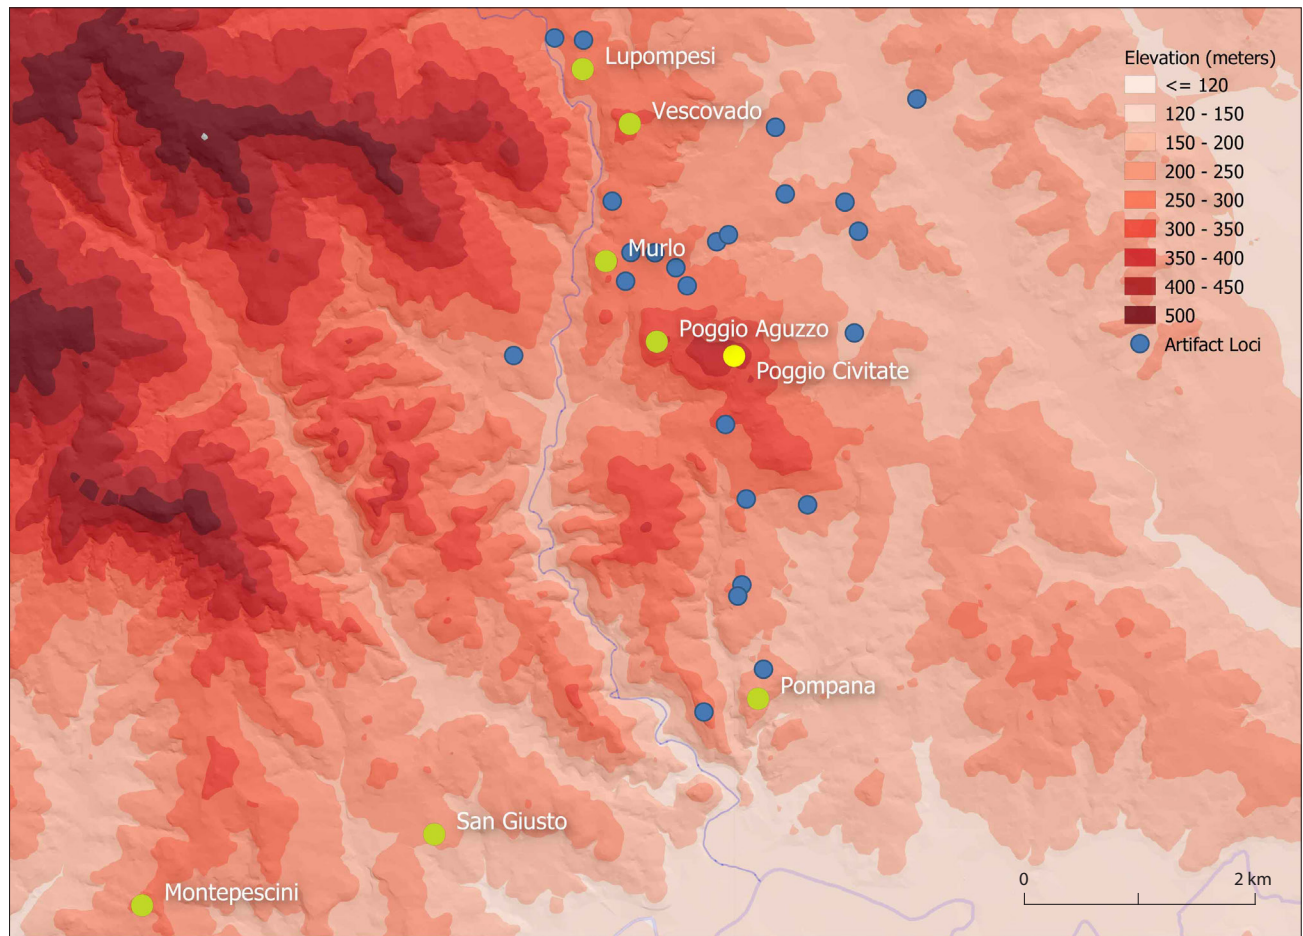 Lupompesi
Vescovado
Murlo
Poggio Aguzzo
Poggio Civitate
Pompana
San Giusto
Montepescini
Elevation (meters)
<= 120
120 - 150
150 - 200
200 - 250
250 - 300
300 - 350
350 - 400
400 - 450
500
Artifact Loci
0 2 km